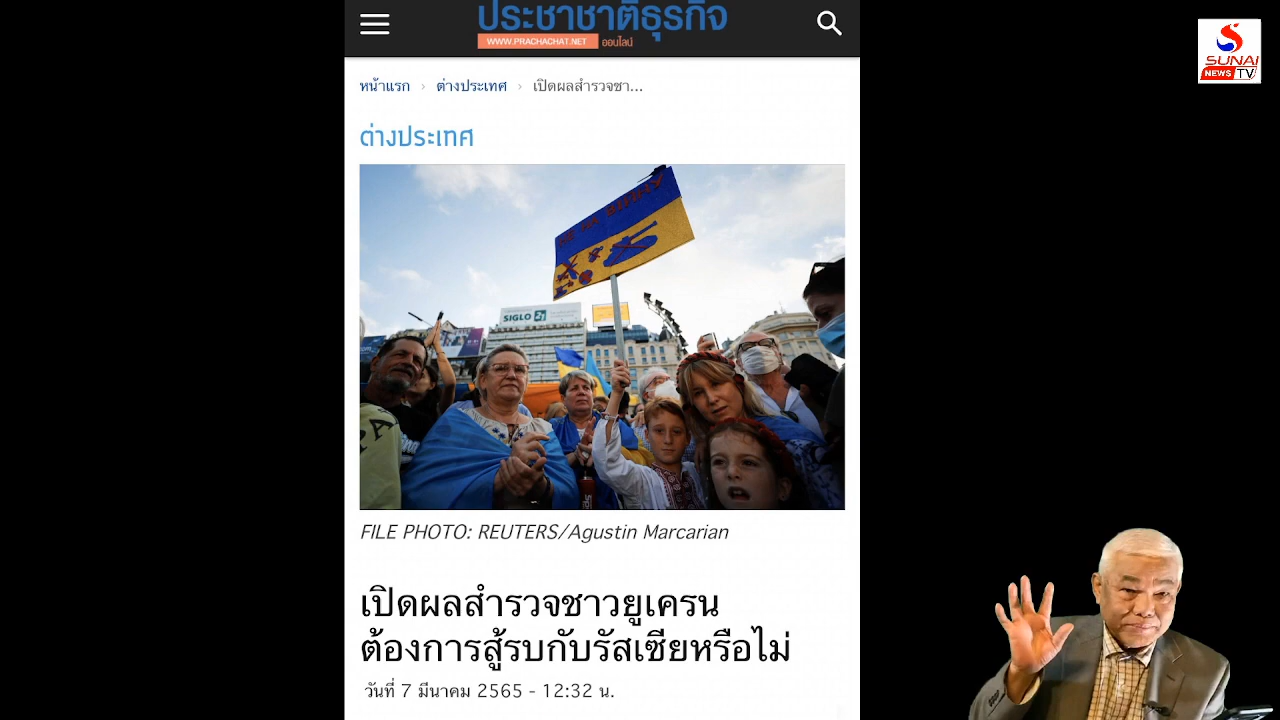 ประชาชาติธุรกิจ
WWW.PRACHACHAT.NET ออนไลน์
SUNAI
NEWS TV
หน้าแรก › ต่างประเทศ › เปิดผลสำรวจชา...
ต่างประเทศ
SIGLO 21
FILE PHOTO: REUTERS/Agustin Marcarian
เปิดผลสำรวจชาวยูเครน
ต้องการสู้รบกับรัสเซียหรือไม่
วันที่ 7 มีนาคม 2565 - 12:32 น.